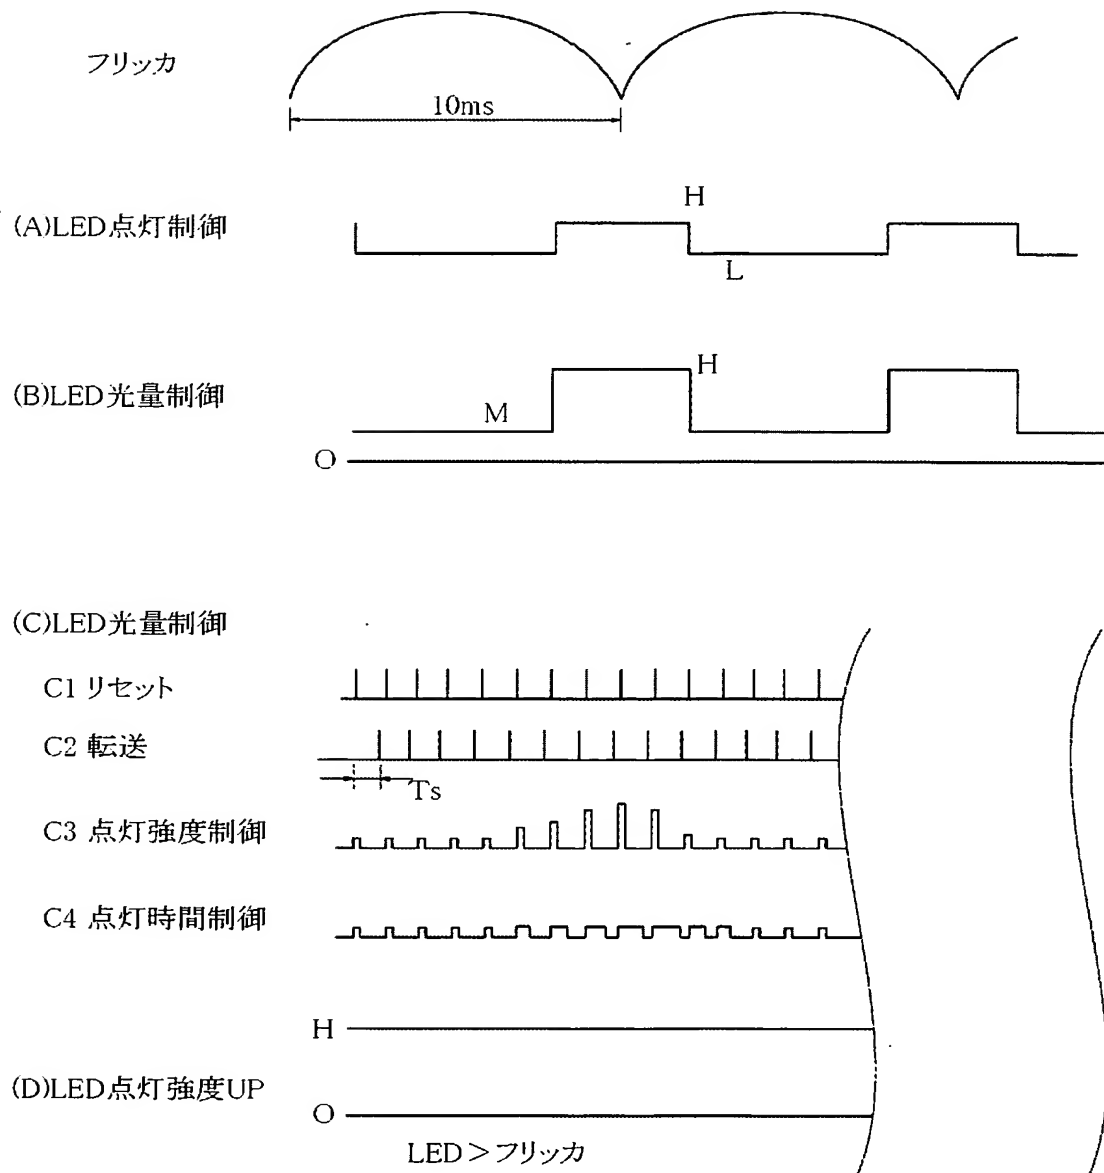 フリッカ
10ms
(A)LED点灯制御
H
L
(B)LED光量制御
H
M
O
(C)LED光量制御
C1 リセット
C2 転送
Ts
C3 点灯強度制御
C4 点灯時間制御
H
(D)LED点灯強度UP
O
LED>フリッカ